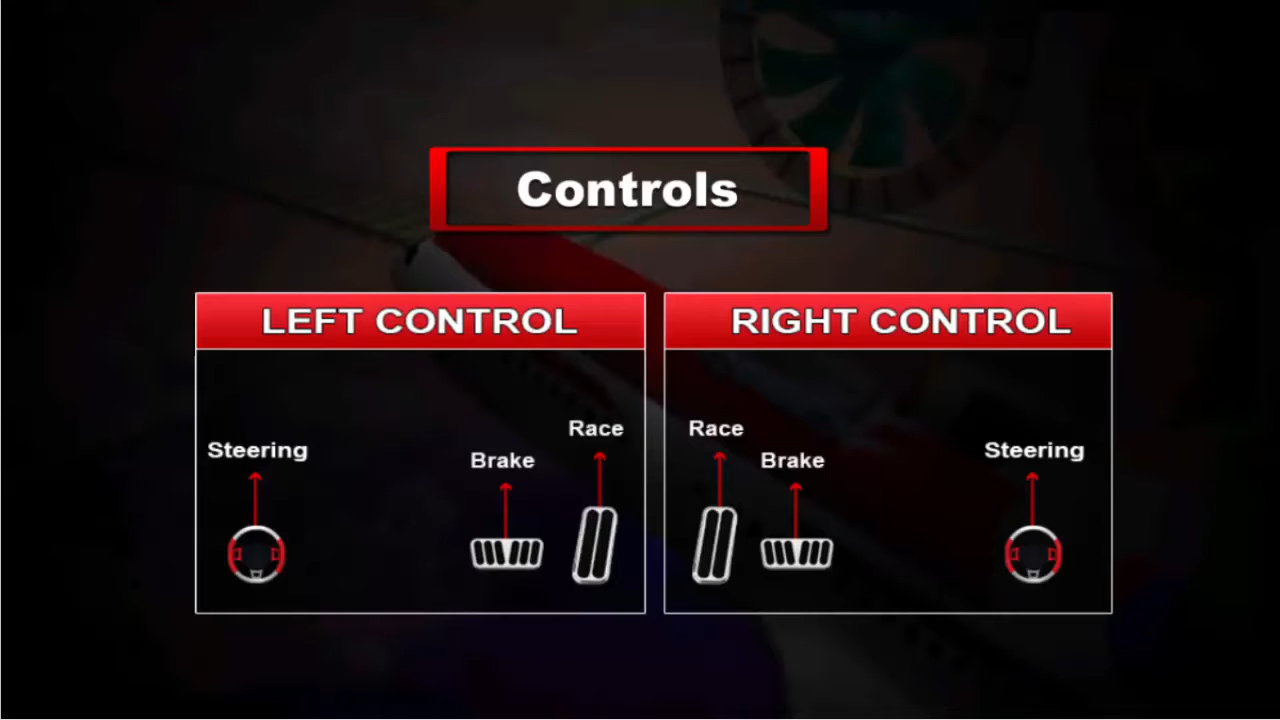 Controls
LEFT CONTROL
Steering
Brake
Race
RIGHT CONTROL
Race
Brake
Steering